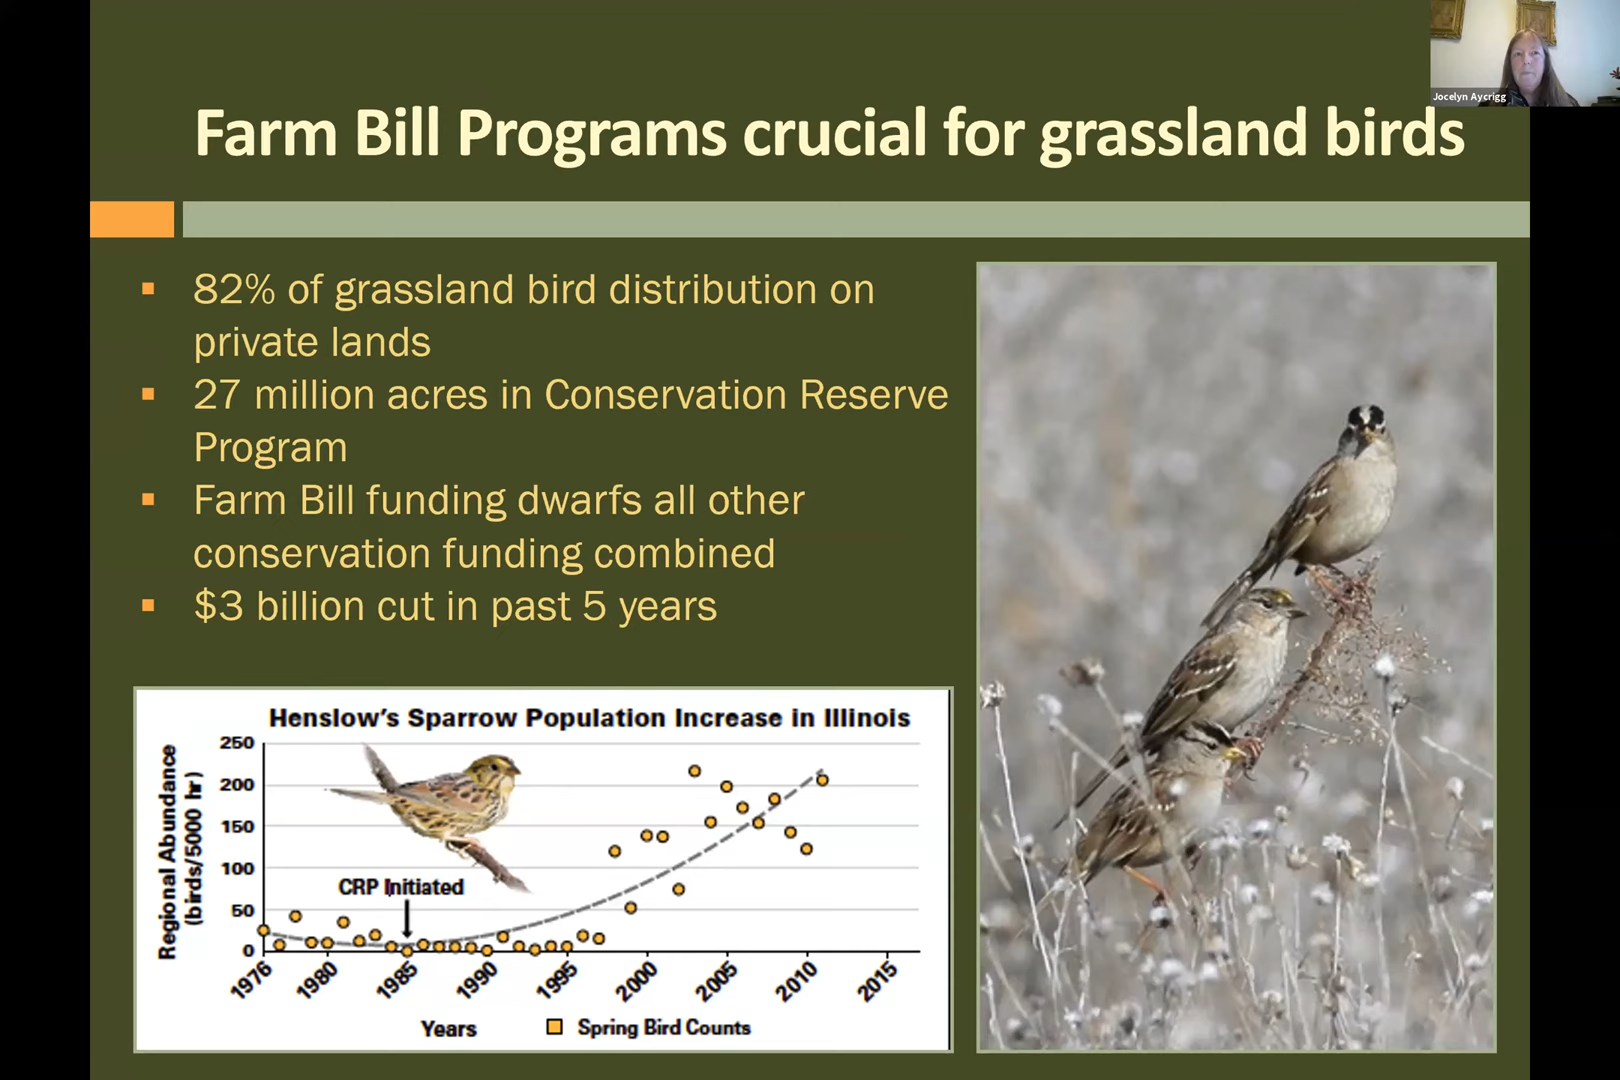 Jocelyn Aycrigg
Farm Bill Programs crucial for grassland birds
82% of grassland bird distribution on
private lands
27 million acres in Conservation Reserve
Program
Farm Bill funding dwarfs all other
conservation funding combined
$3 billion cut in past 5 years
Henslow's Sparrow Population Increase in Illinois
Regional Abundance
(birds/5000 hr)
250
200
150
100
50
0
CRP Initiated
1976
1980
1985
1990
1995
2000
2005
2010
2015
Years
Spring Bird Counts